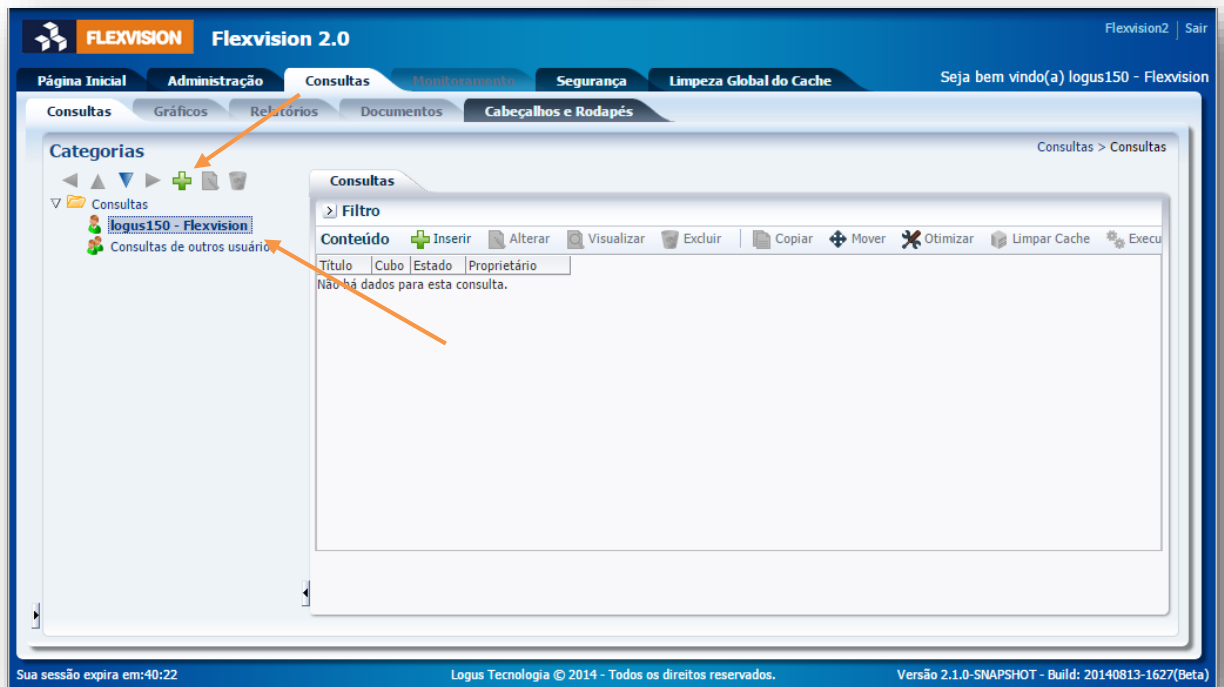 FLEXVISION Flexvision 2.0 Flexvision2 | Sair
Página Inicial Administração Consultas Monitoramento Segurança Limpeza Global do Cache Seja bem vindo(a) logus150 - Flexvision
Consultas Gráficos Relatórios Documentos Cabeçalhos e Rodapés
Categorias
Consultas > Consultas
Consultas
Consultas
logus150 - Flexvision
Consultas de outros usuários
Filtro
Conteúdo Inserir Alterar Visualizar Excluir Copiar Mover Otimizar Limpar Cache Execu
Título Cubo Estado Proprietário
Não há dados para esta consulta.
Sua sessão expira em:40:22 Logus Tecnologia © 2014 - Todos os direitos reservados. Versão 2.1.0-SNAPSHOT - Build: 20140813-1627(Beta)